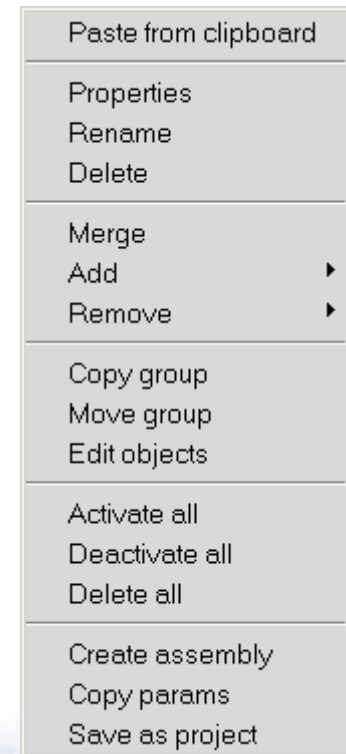 Paste from clipboard
Properties
Rename
Delete
Merge
Add
Remove
Copy group
Move group
Edit objects
Activate all
Deactivate all
Delete all
Create assembly
Copy params
Save as project